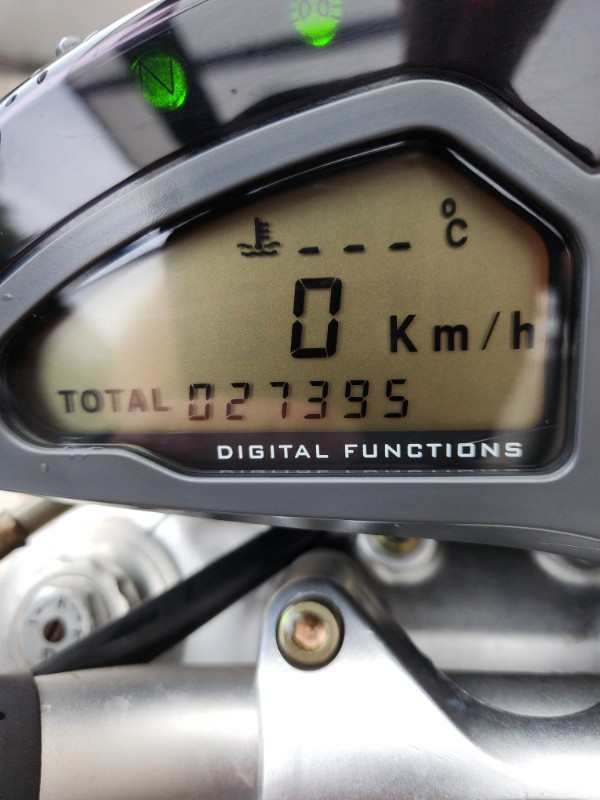 N
--- °C
0 Km/h
TOTAL 027395
DIGITAL FUNCTIONS